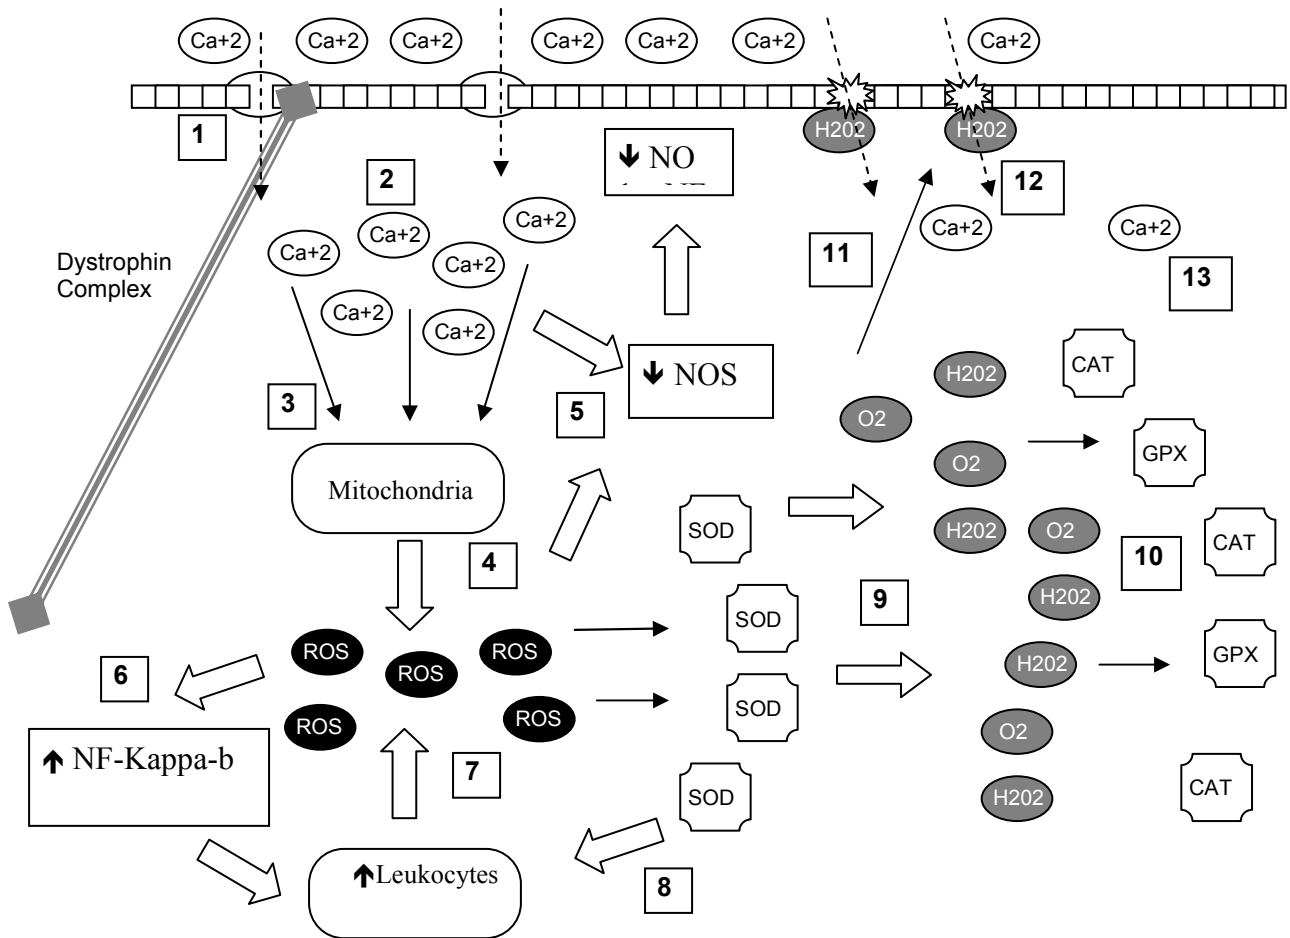 Ca+2 Ca+2 Ca+2 Ca+2 Ca+2 Ca+2 Ca+2
1
H202 H202
NO
2
12
Ca+2 Ca+2 Ca+2 Ca+2
Ca+2
11
Ca+2 Ca+2
13
Dystrophin
Complex
Ca+2 Ca+2
CAT
NOS
H202
3
5
O2
GPX
O2
Mitochondria
SOD
H202 O2
CAT
4
10
9
H202
SOD
ROS ROS
H202
GPX
6
ROS
SOD
ROS ROS
O2
NF-Kappa-b
7
CAT
SOD
H202
Leukocytes
8